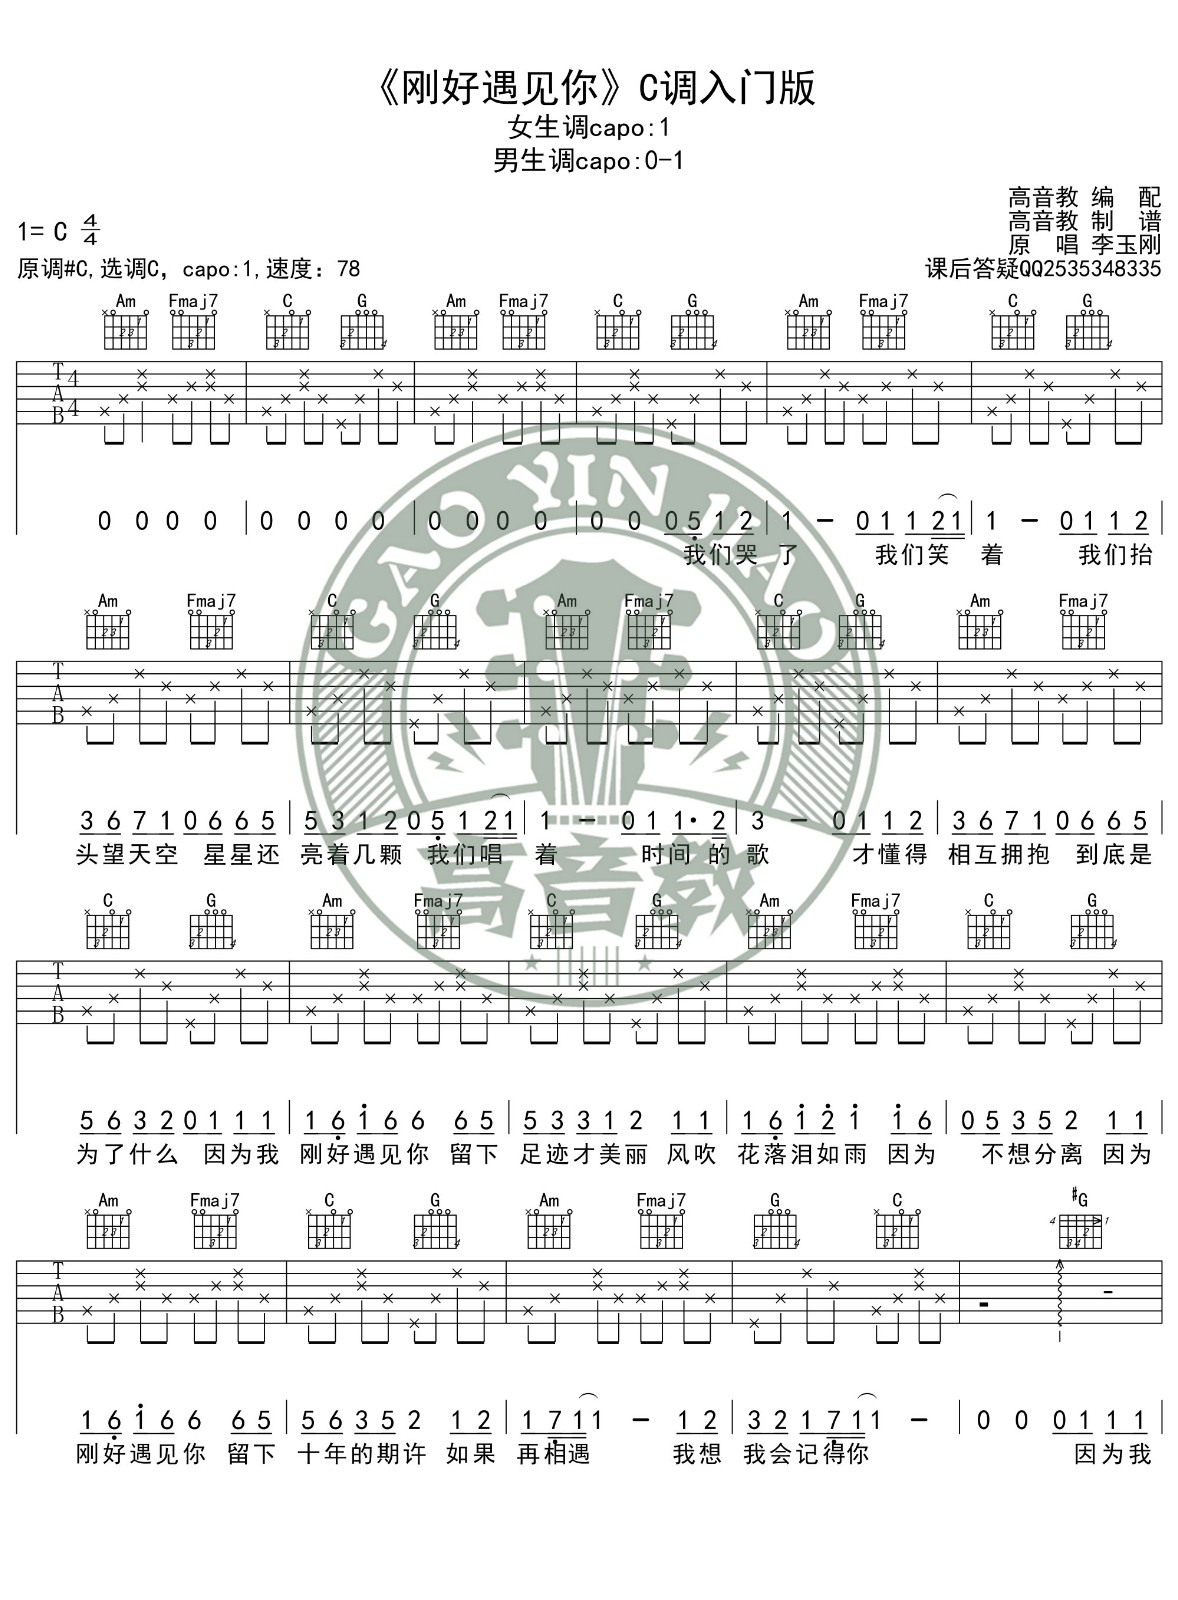 《刚好遇见你》C调入门版
女生调capo:1
男生调capo:0-1
高音教 编 配
高音教 制 谱
1= C 4/4
原 唱 李玉刚
原调#C,选调C, capo:1,速度: 78
课后答疑QQ2535348335
Am Fmaj7 C G Am Fmaj7 C G Am Fmaj7 C G
TAB 4/4
0 0 0 0 | 0 0 0 0 | 0 0 0 0 | 0 0 0 5 1 2 | 1 - 0 1 1 2 1 | 1 - 0 1 1 2
我们哭 了 我们笑 着 我们抬
Am Fmaj7 C G Am Fmaj7 C G Am Fmaj7
TAB
3 6 7 1 0 6 6 5 | 5 3 1 2 0 5 1 2 1 | 1 - 0 1 1· 2 | 3 - 0 1 1 2 | 3 6 7 1 0 6 6 5
头望天空 星星还 亮着几颗 我们唱 着 时间 的 歌 才懂得 相互拥抱 到底是
C G Am Fmaj7 C G Am Fmaj7 C G
TAB
5 6 3 2 0 1 1 1 | 1 6 1 6 6 6 5 | 5 3 3 1 2 1 1 | 1 6 1 2 1 1 6 | 0 5 3 5 2 1 1
为了什么 因为我 刚好遇见你 留下 足迹才美丽 风吹 花落泪如雨 因为 不想分离 因为
Am Fmaj7 C G Am Fmaj7 G C #G
4 1
TAB
1 6 1 6 6 6 5 | 5 6 3 5 2 1 2 | 1 7 1 1 - 1 2 | 3 2 1 7 1 1 - | 0 0 0 1 1 1
刚好遇见你 留下 十年的期许 如果 再相遇 我想 我会记得你 因为我
GAO YIN JIAO
高音教